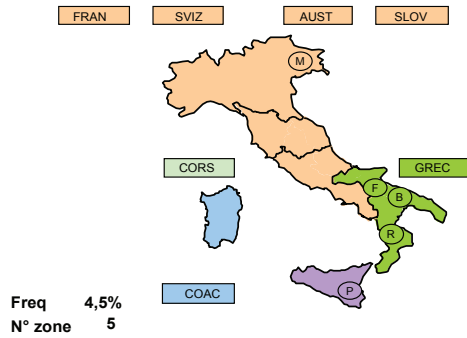 FRAN SVIZ AUST SLOV
M
CORS GREC
F
B
R
COAC
P
Freq 4,5%
N° zone 5